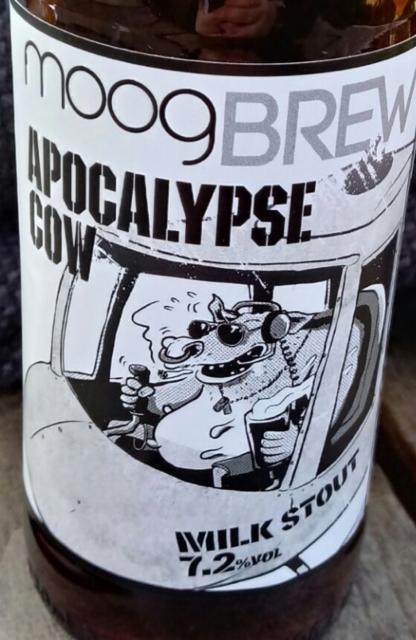 moogBREW
APOCALYPSE
COW
MILK STOUT
7.2%VOL